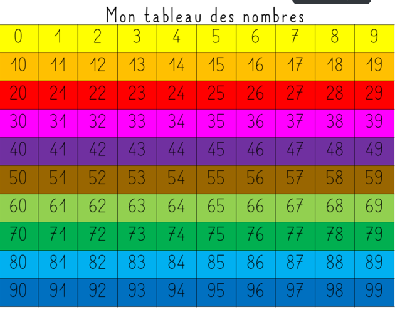 Mon tableau des nombres
0 1 2 3 4 5 6 7 8 9
10 11 12 13 14 15 16 17 18 19
20 21 22 23 24 25 26 27 28 29
30 31 32 33 34 35 36 37 38 39
40 41 42 43 44 45 46 47 48 49
50 51 52 53 54 55 56 57 58 59
60 61 62 63 64 65 66 67 68 69
70 71 72 73 74 75 76 77 78 79
80 81 82 83 84 85 86 87 88 89
90 91 92 93 94 95 96 97 98 99